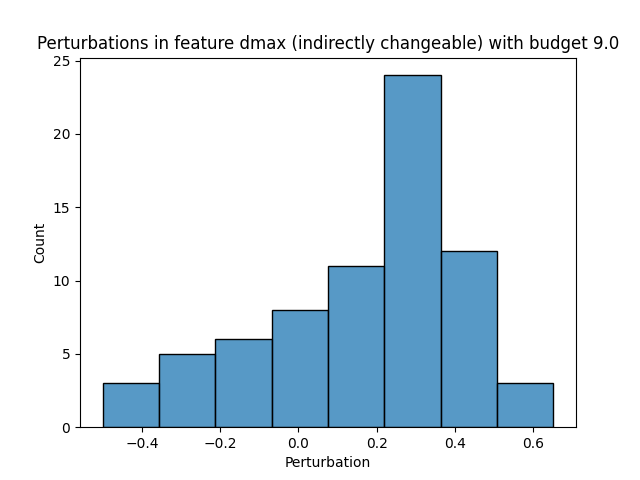 Perturbations in feature dmax (indirectly changeable) with budget 9.0
25
20
15
10
5
0
Count
−0.4 −0.2 0.0 0.2 0.4 0.6
Perturbation